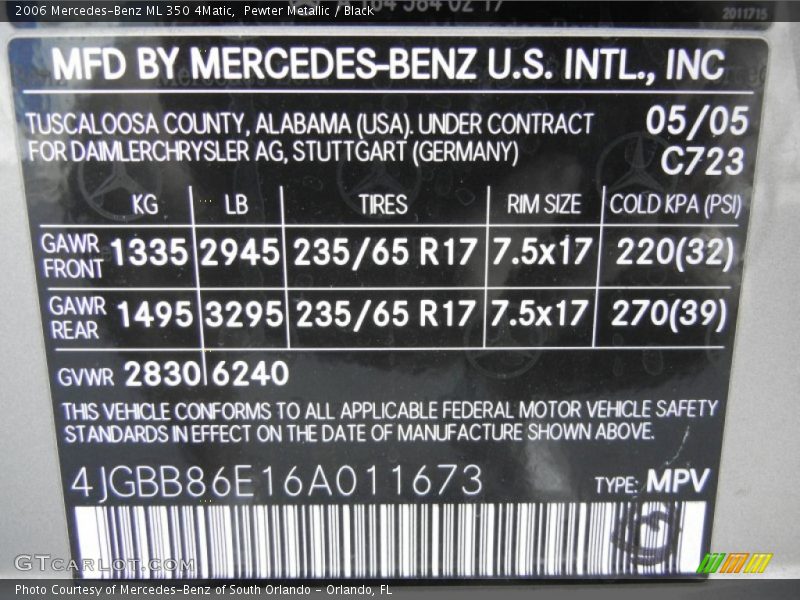 2006 Mercedes-Benz ML 350 4Matic,  Pewter Metallic / Black
2011715
MFD BY MERCEDES-BENZ U.S. INTL., INC
TUSCALOOSA COUNTY, ALABAMA (USA). UNDER CONTRACT 05/05
FOR DAIMLERCHRYSLER AG, STUTTGART (GERMANY) C723
KG LB TIRES RIM SIZE COLD KPA (PSI)
GAWR FRONT 1335 2945 235/65 R17 7.5x17 220(32)
GAWR REAR 1495 3295 235/65 R17 7.5x17 270(39)
GVWR 2830 6240
THIS VEHICLE CONFORMS TO ALL APPLICABLE FEDERAL MOTOR VEHICLE SAFETY
STANDARDS IN EFFECT ON THE DATE OF MANUFACTURE SHOWN ABOVE.
4JGBB86E16A011673 TYPE: MPV
GTCarLot.com
Photo Courtesy of Mercedes-Benz of South Orlando - Orlando, FL